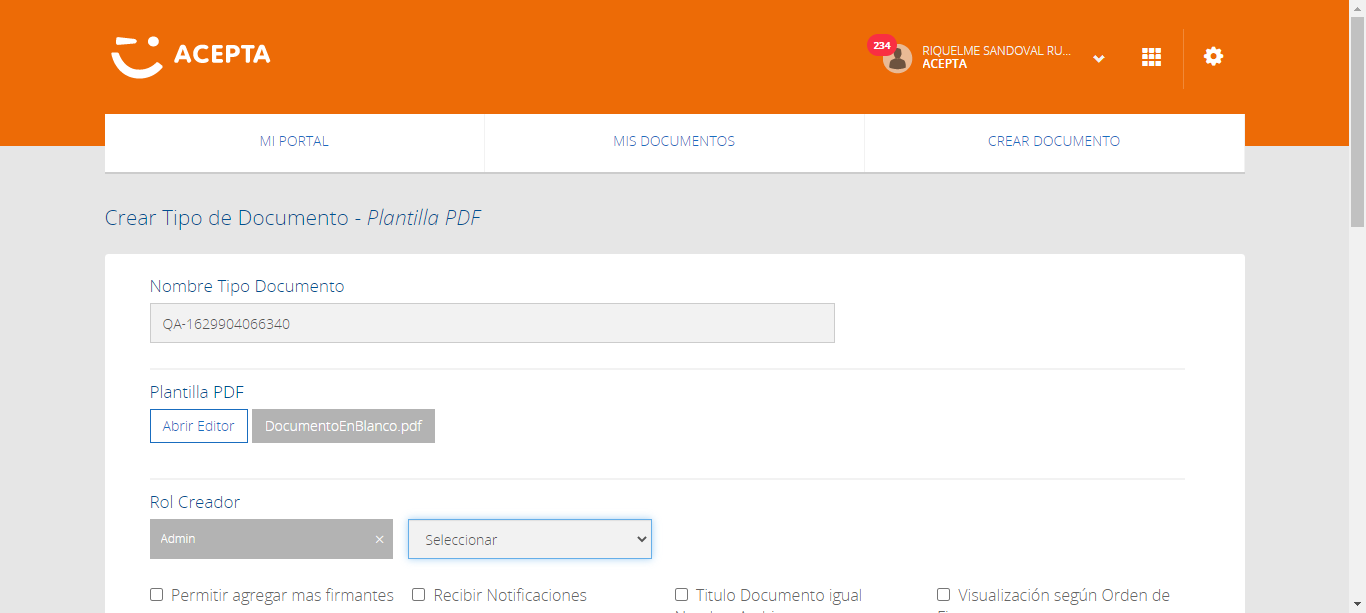 ACEPTA
234
RIQUELME SANDOVAL RU...
ACEPTA
MI PORTAL
MIS DOCUMENTOS
CREAR DOCUMENTO
Crear Tipo de Documento - Plantilla PDF
Nombre Tipo Documento
QA-1629904066340
Plantilla PDF
Abrir Editor
DocumentoEnBlanco.pdf
Rol Creador
Admin ×
Seleccionar
Permitir agregar mas firmantes
Recibir Notificaciones
Titulo Documento igual
Visualización según Orden de